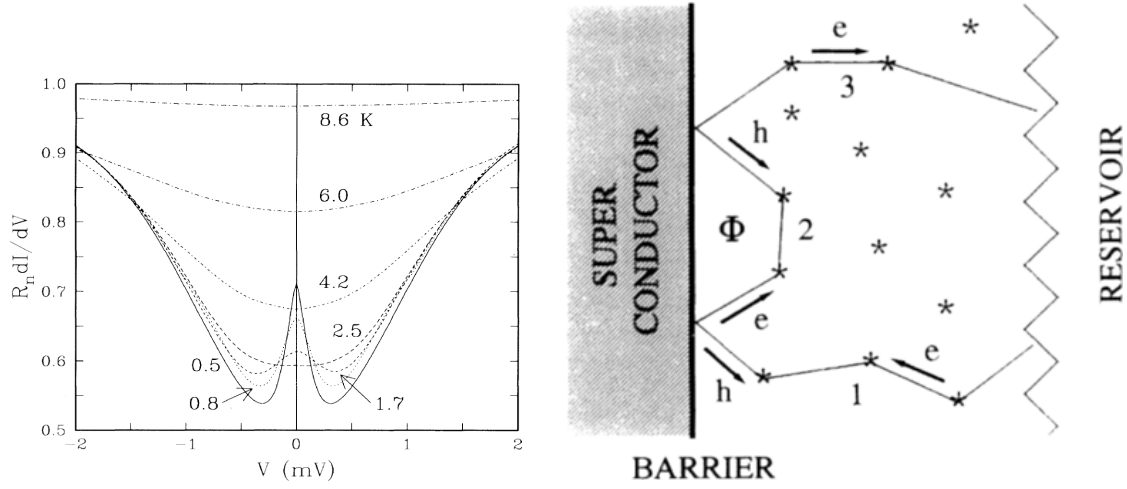 1.0
0.9
0.8
0.7
0.6
0.5
R_n dI/dV
8.6 K
6.0
4.2
2.5
0.5
0.8
1.7
−2
−1
0
1
2
V (mV)
e
3
h
Φ
2
e
e
h
1
SUPER
CONDUCTOR
RESERVOIR
BARRIER